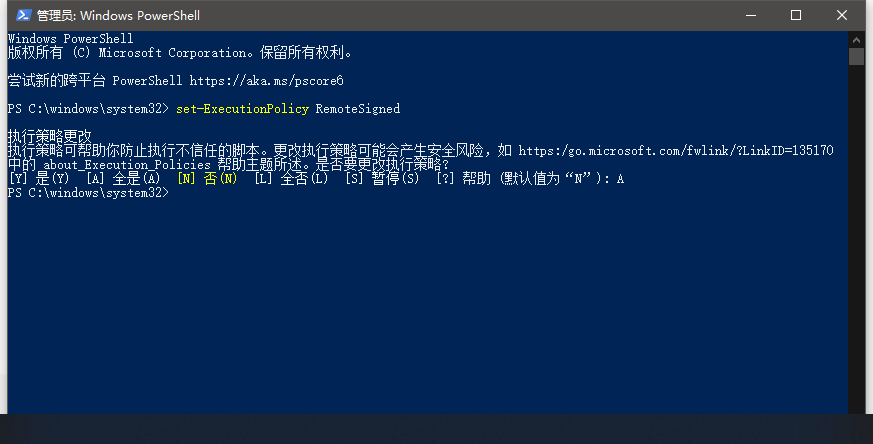 管理员: Windows PowerShell
Windows PowerShell
版权所有 (C) Microsoft Corporation。保留所有权利。
尝试新的跨平台 PowerShell https://aka.ms/pscore6
PS C:\windows\system32> set-ExecutionPolicy RemoteSigned
执行策略更改
执行策略可帮助你防止执行不信任的脚本。更改执行策略可能会产生安全风险，如 https:/go.microsoft.com/fwlink/?LinkID=135170
中的 about_Execution_Policies 帮助主题所述。是否要更改执行策略?
[Y] 是(Y)  [A] 全是(A)  [N] 否(N)  [L] 全否(L)  [S] 暂停(S)  [?] 帮助 (默认值为“N”): A
PS C:\windows\system32>